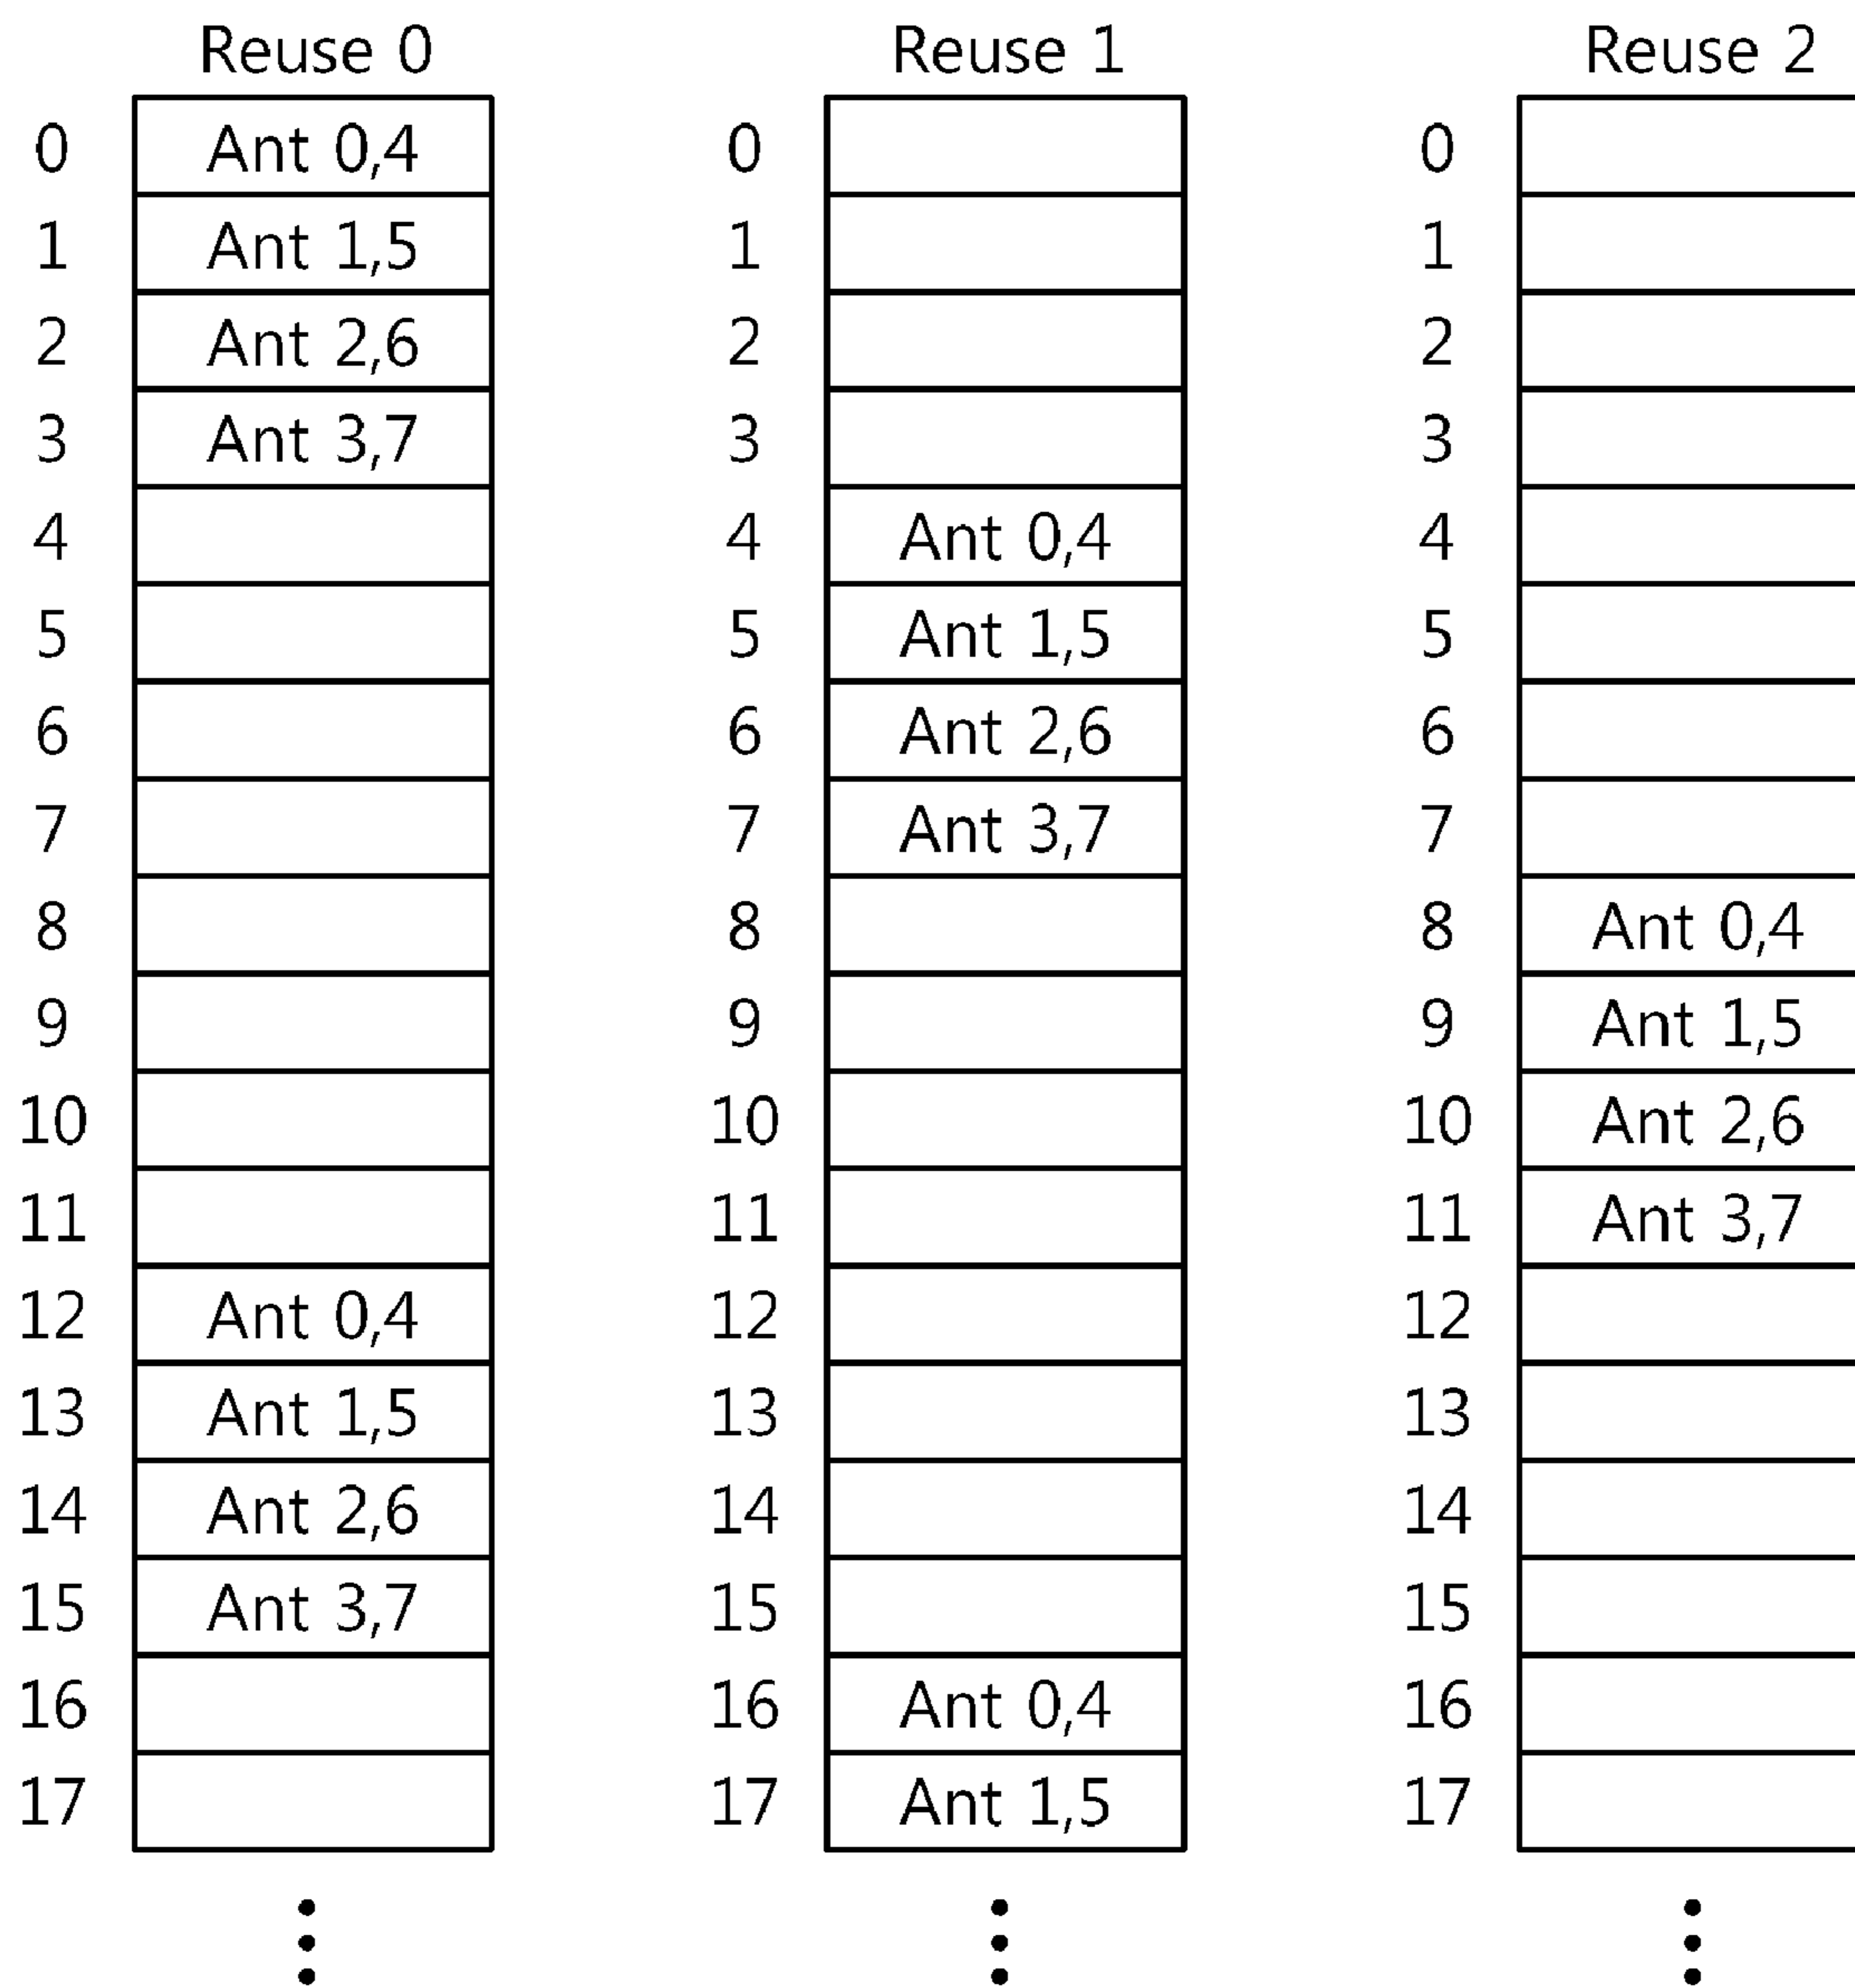 Reuse 0 Reuse 1 Reuse 2
0 Ant 0,4 0 0
1 Ant 1,5 1 1
2 Ant 2,6 2 2
3 Ant 3,7 3 3
4 4 Ant 0,4 4
5 5 Ant 1,5 5
6 6 Ant 2,6 6
7 7 Ant 3,7 7
8 8 8 Ant 0,4
9 9 9 Ant 1,5
10 10 10 Ant 2,6
11 11 11 Ant 3,7
12 Ant 0,4 12 12
13 Ant 1,5 13 13
14 Ant 2,6 14 14
15 Ant 3,7 15 15
16 16 Ant 0,4 16
17 17 Ant 1,5 17